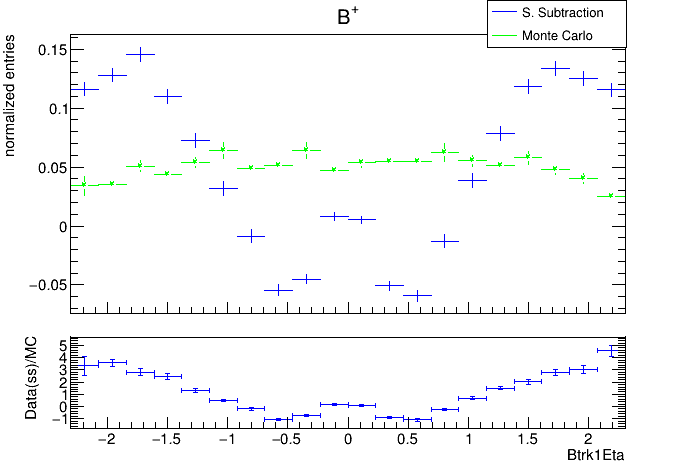 B+
S. Subtraction
Monte Carlo
normalized entries
0.15
0.1
0.05
0
−0.05
Data(ss)/MC
5
4
3
2
1
0
−1
−2 −1.5 −1 −0.5 0 0.5 1 1.5 2
Btrk1Eta